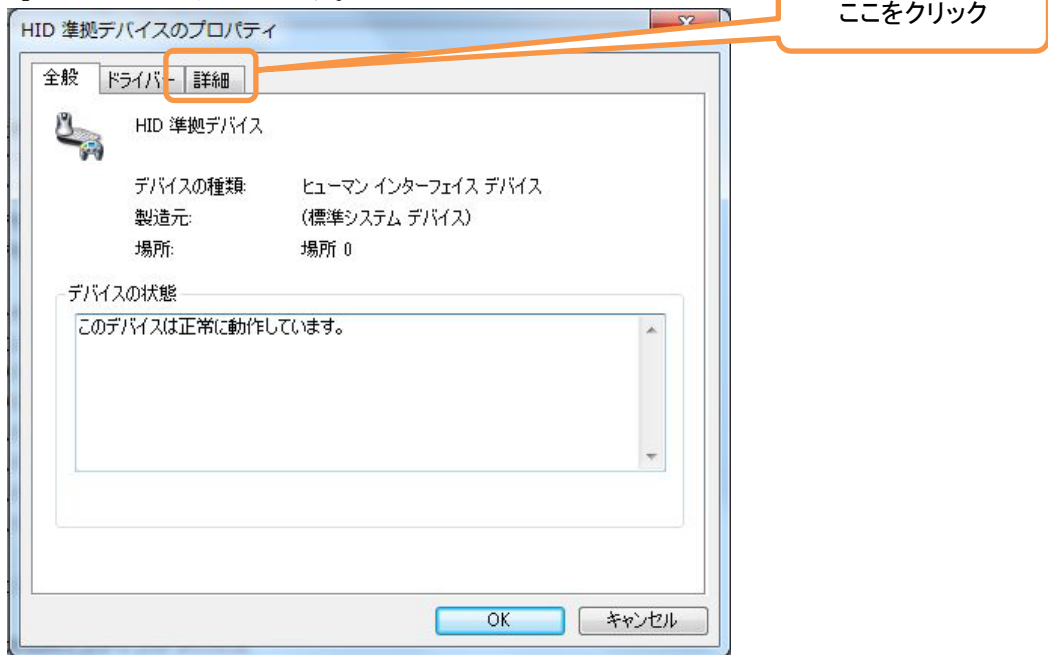 ここをクリック
HID 準拠デバイスのプロパティ
全般 ドライバー 詳細
HID 準拠デバイス
デバイスの種類: ヒューマン インターフェイス デバイス
製造元: (標準システム デバイス)
場所: 場所 0
デバイスの状態
このデバイスは正常に動作しています。
OK キャンセル